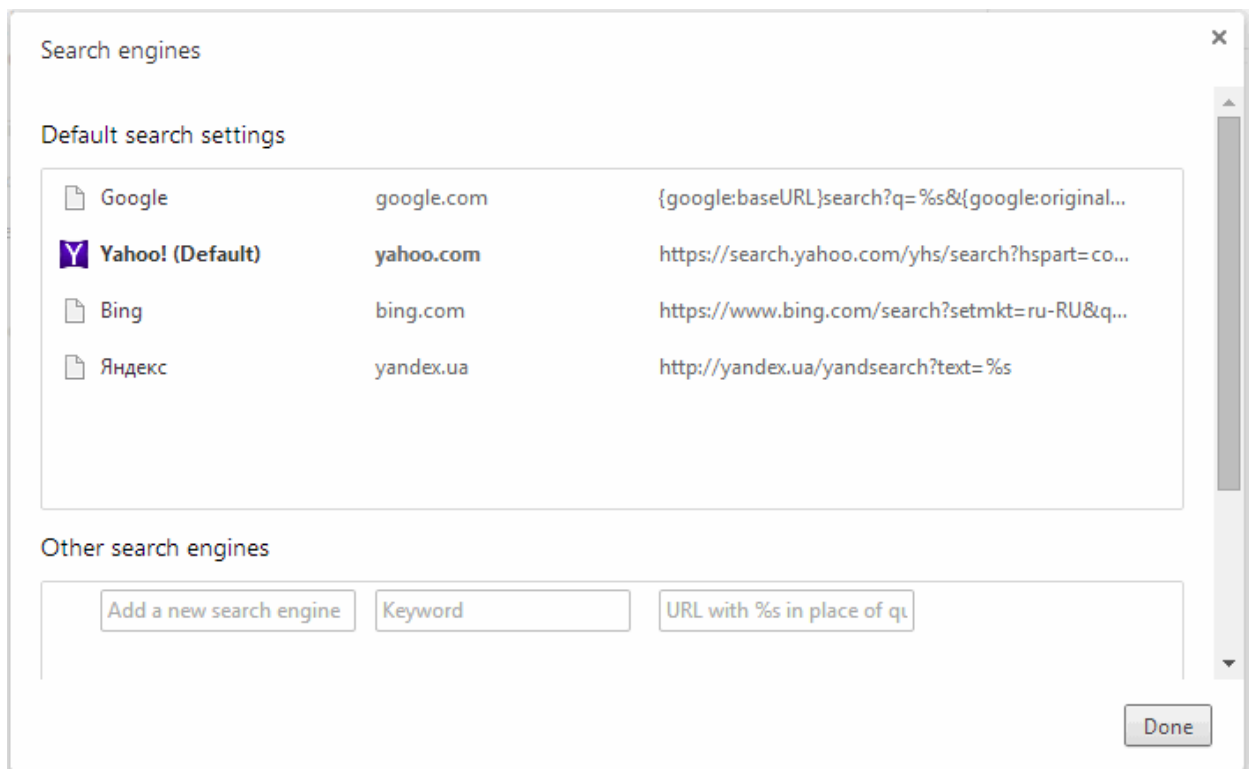 Search engines
×
Default search settings
Google google.com {google:baseURL}search?q=%s&{google:original...
Yahoo! (Default) yahoo.com https://search.yahoo.com/yhs/search?hspart=co...
Bing bing.com https://www.bing.com/search?setmkt=ru-RU&q...
Яндекс yandex.ua http://yandex.ua/yandsearch?text=%s
Other search engines
Add a new search engine Keyword URL with %s in place of qu
Done